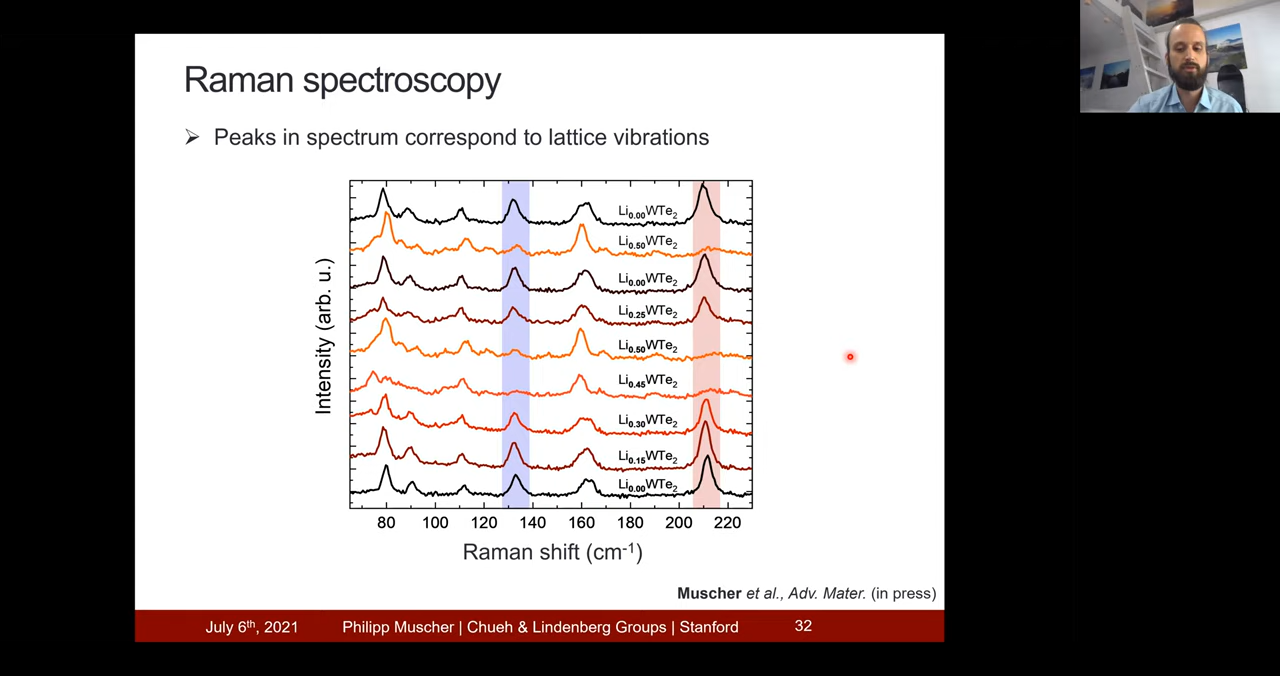 Raman spectroscopy
➢ Peaks in spectrum correspond to lattice vibrations
Li0.00WTe2
Li0.50WTe2
Li0.00WTe2
Li0.25WTe2
Li0.50WTe2
Li0.45WTe2
Li0.30WTe2
Li0.15WTe2
Li0.00WTe2
Intensity (arb. u.)
80 100 120 140 160 180 200 220
Raman shift (cm-1)
Muscher et al., Adv. Mater. (in press)
July 6th, 2021 Philipp Muscher | Chueh & Lindenberg Groups | Stanford 32